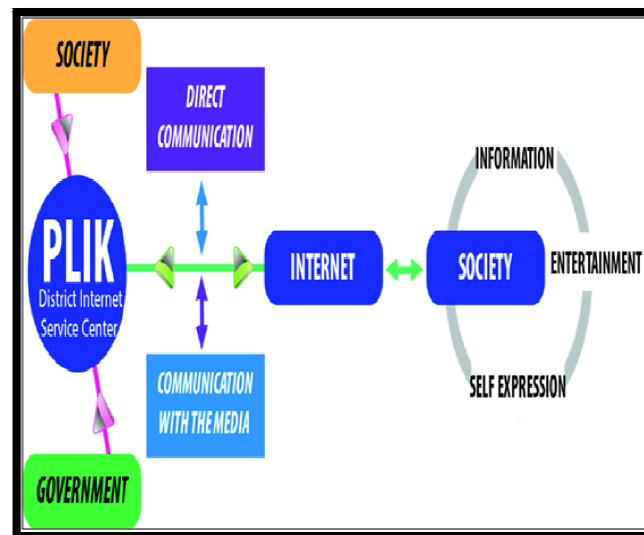 SOCIETY
DIRECT
COMMUNICATION
PLIK
District Internet
Service Center
COMMUNICATION
WITH THE MEDIA
GOVERNMENT
INTERNET
SOCIETY
INFORMATION
ENTERTAINMENT
SELF EXPRESSION